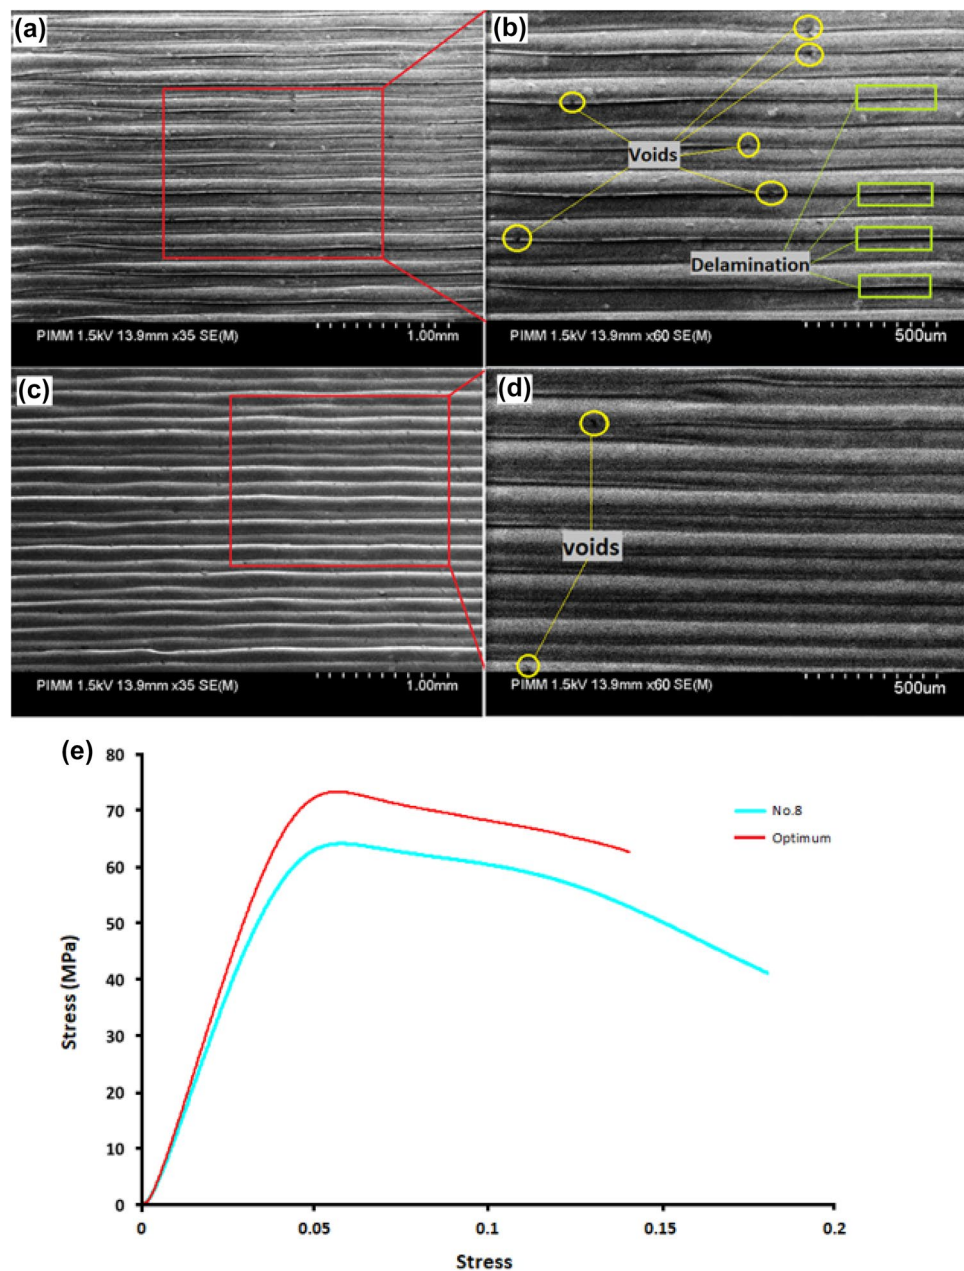 (a)
(b)
Voids
Delamination
PIMM 1.5kV 13.9mm x35 SE(M)
1.00mm
PIMM 1.5kV 13.9mm x60 SE(M)
500um
(c)
(d)
voids
PIMM 1.5kV 13.9mm x35 SE(M)
1.00mm
PIMM 1.5kV 13.9mm x60 SE(M)
500um
(e)
80
70
60
50
40
30
20
10
0
Stress (MPa)
No.8
Optimum
0
0.05
0.1
0.15
0.2
Stress